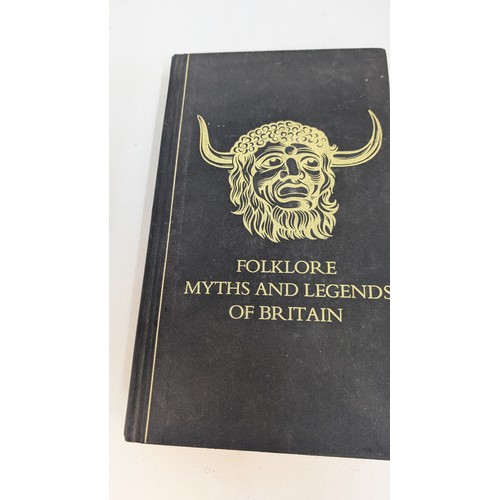 FOLKLORE
MYTHS AND LEGENDS
OF BRITAIN